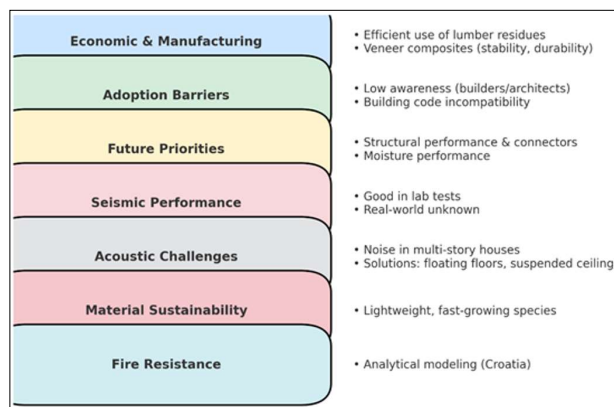 Economic & Manufacturing
• Efficient use of lumber residues
• Veneer composites (stability, durability)
Adoption Barriers
• Low awareness (builders/architects)
• Building code incompatibility
Future Priorities
• Structural performance & connectors
• Moisture performance
Seismic Performance
• Good in lab tests
• Real-world unknown
Acoustic Challenges
• Noise in multi-story houses
• Solutions: floating floors, suspended ceiling
Material Sustainability
• Lightweight, fast-growing species
Fire Resistance
• Analytical modeling (Croatia)